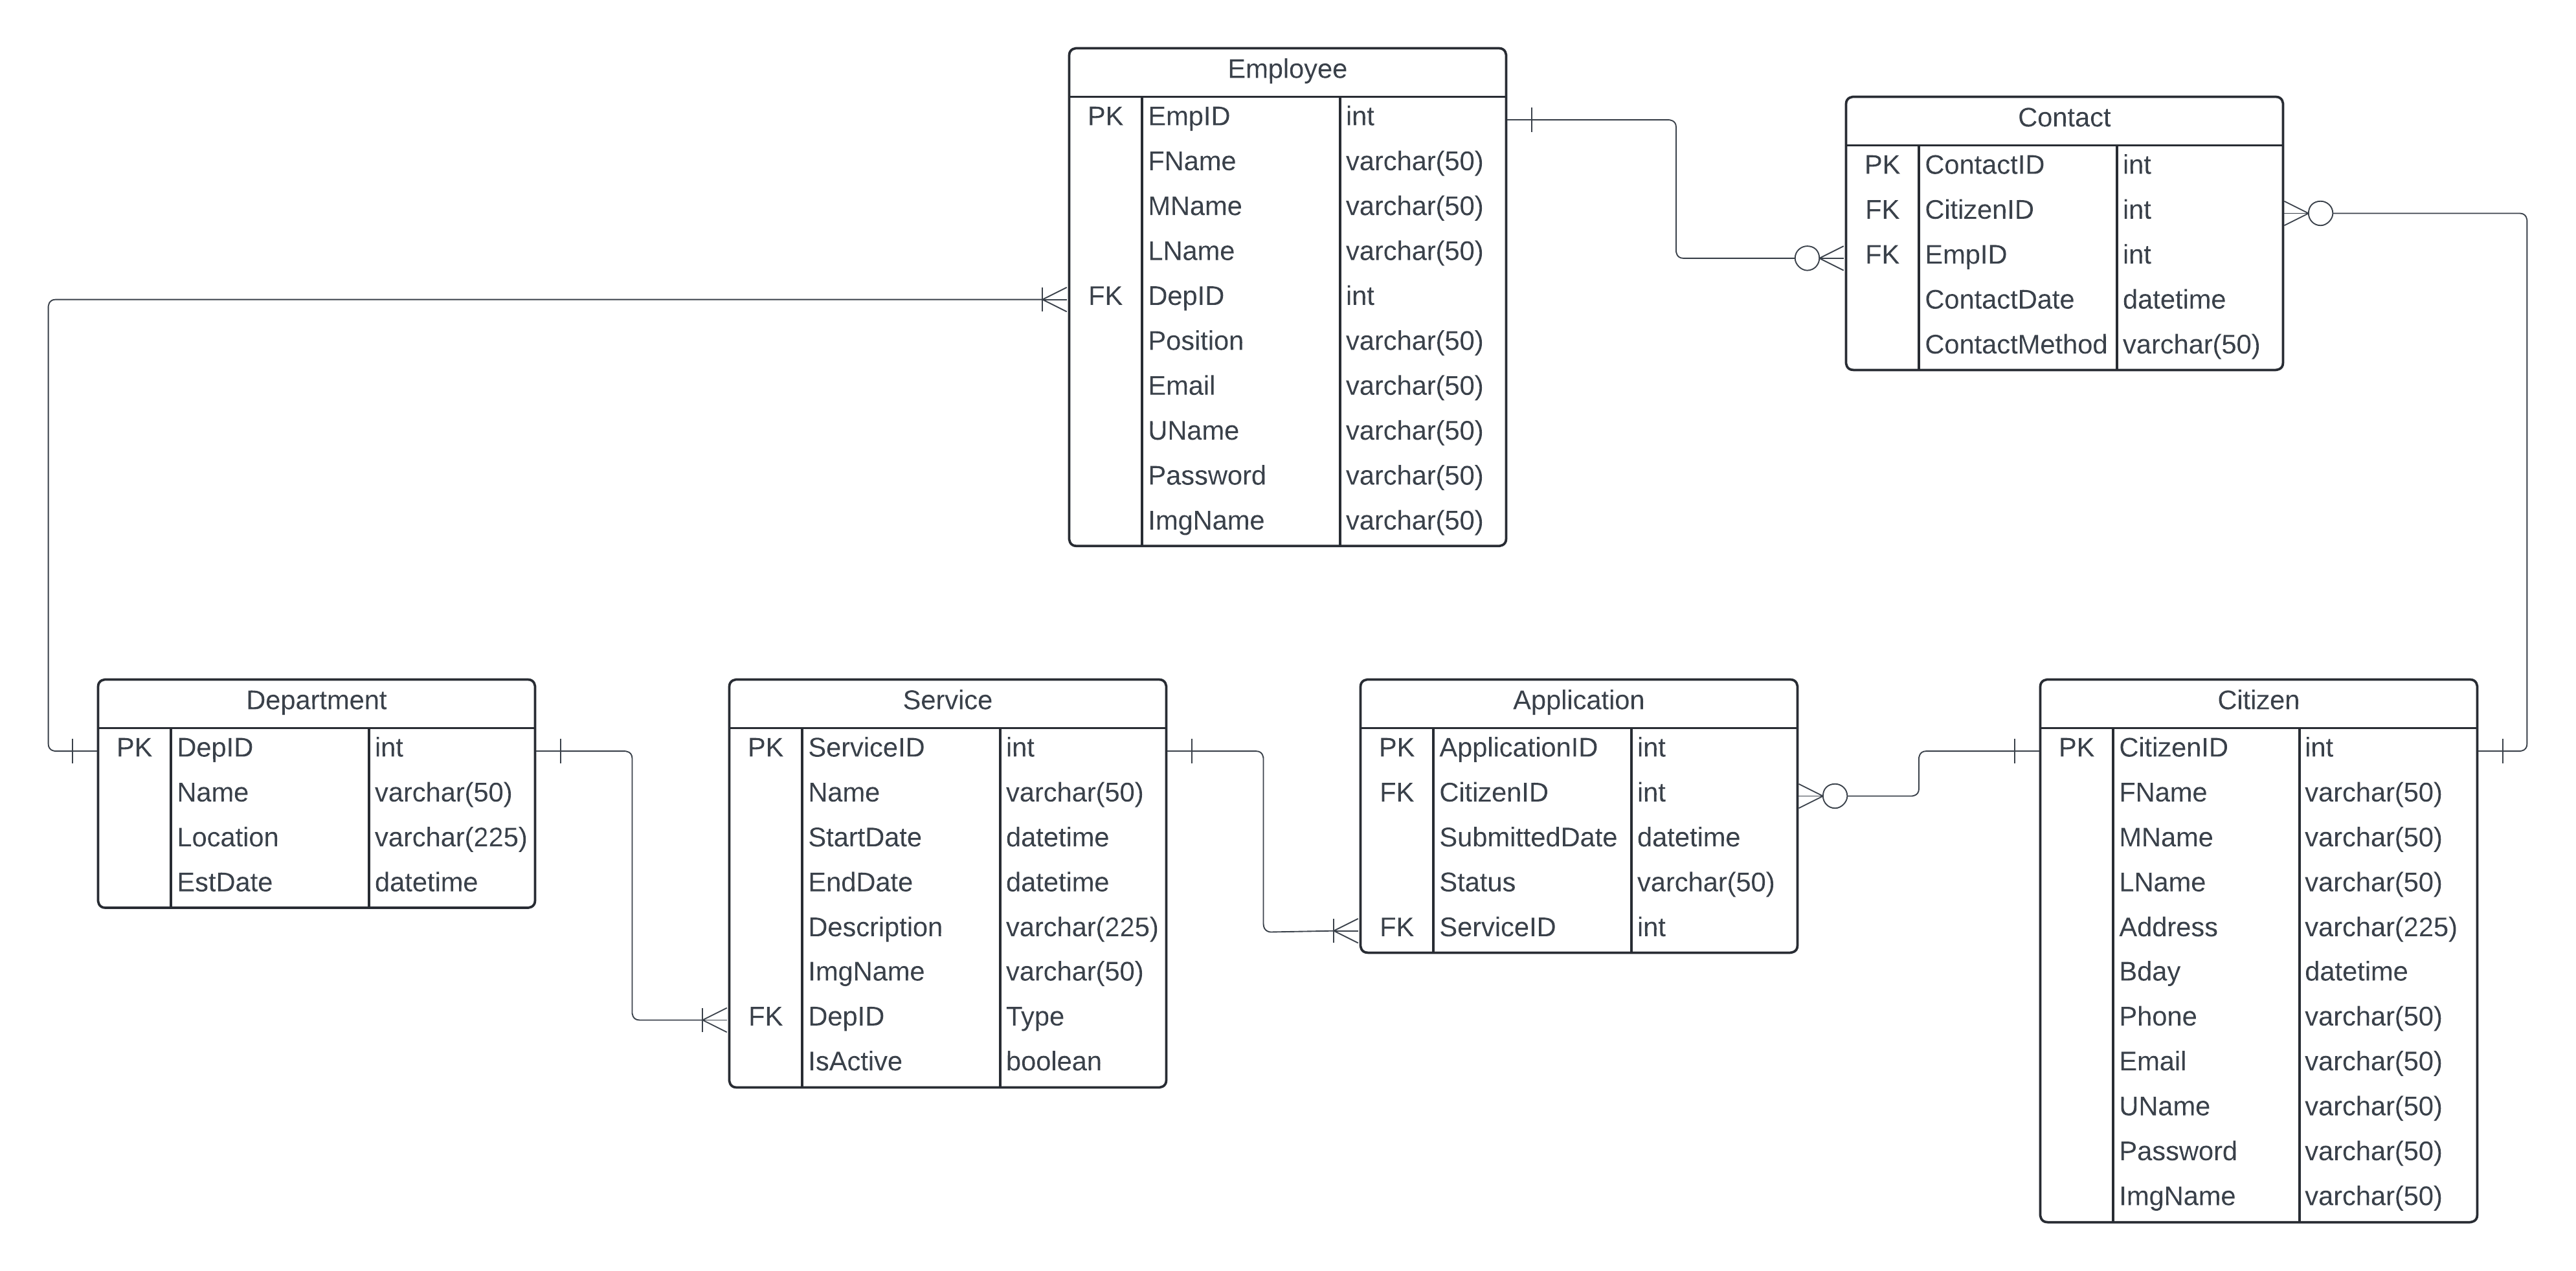 Employee
PK EmpID int
FName varchar(50)
MName varchar(50)
LName varchar(50)
FK DepID int
Position varchar(50)
Email varchar(50)
UName varchar(50)
Password varchar(50)
ImgName varchar(50)
Contact
PK ContactID int
FK CitizenID int
FK EmpID int
ContactDate datetime
ContactMethod varchar(50)
Department
PK DepID int
Name varchar(50)
Location varchar(225)
EstDate datetime
Service
PK ServiceID int
Name varchar(50)
StartDate datetime
EndDate datetime
Description varchar(225)
ImgName varchar(50)
FK DepID Type
IsActive boolean
Application
PK ApplicationID int
FK CitizenID int
SubmittedDate datetime
Status varchar(50)
FK ServiceID int
Citizen
PK CitizenID int
FName varchar(50)
MName varchar(50)
LName varchar(50)
Address varchar(225)
Bday datetime
Phone varchar(50)
Email varchar(50)
UName varchar(50)
Password varchar(50)
ImgName varchar(50)